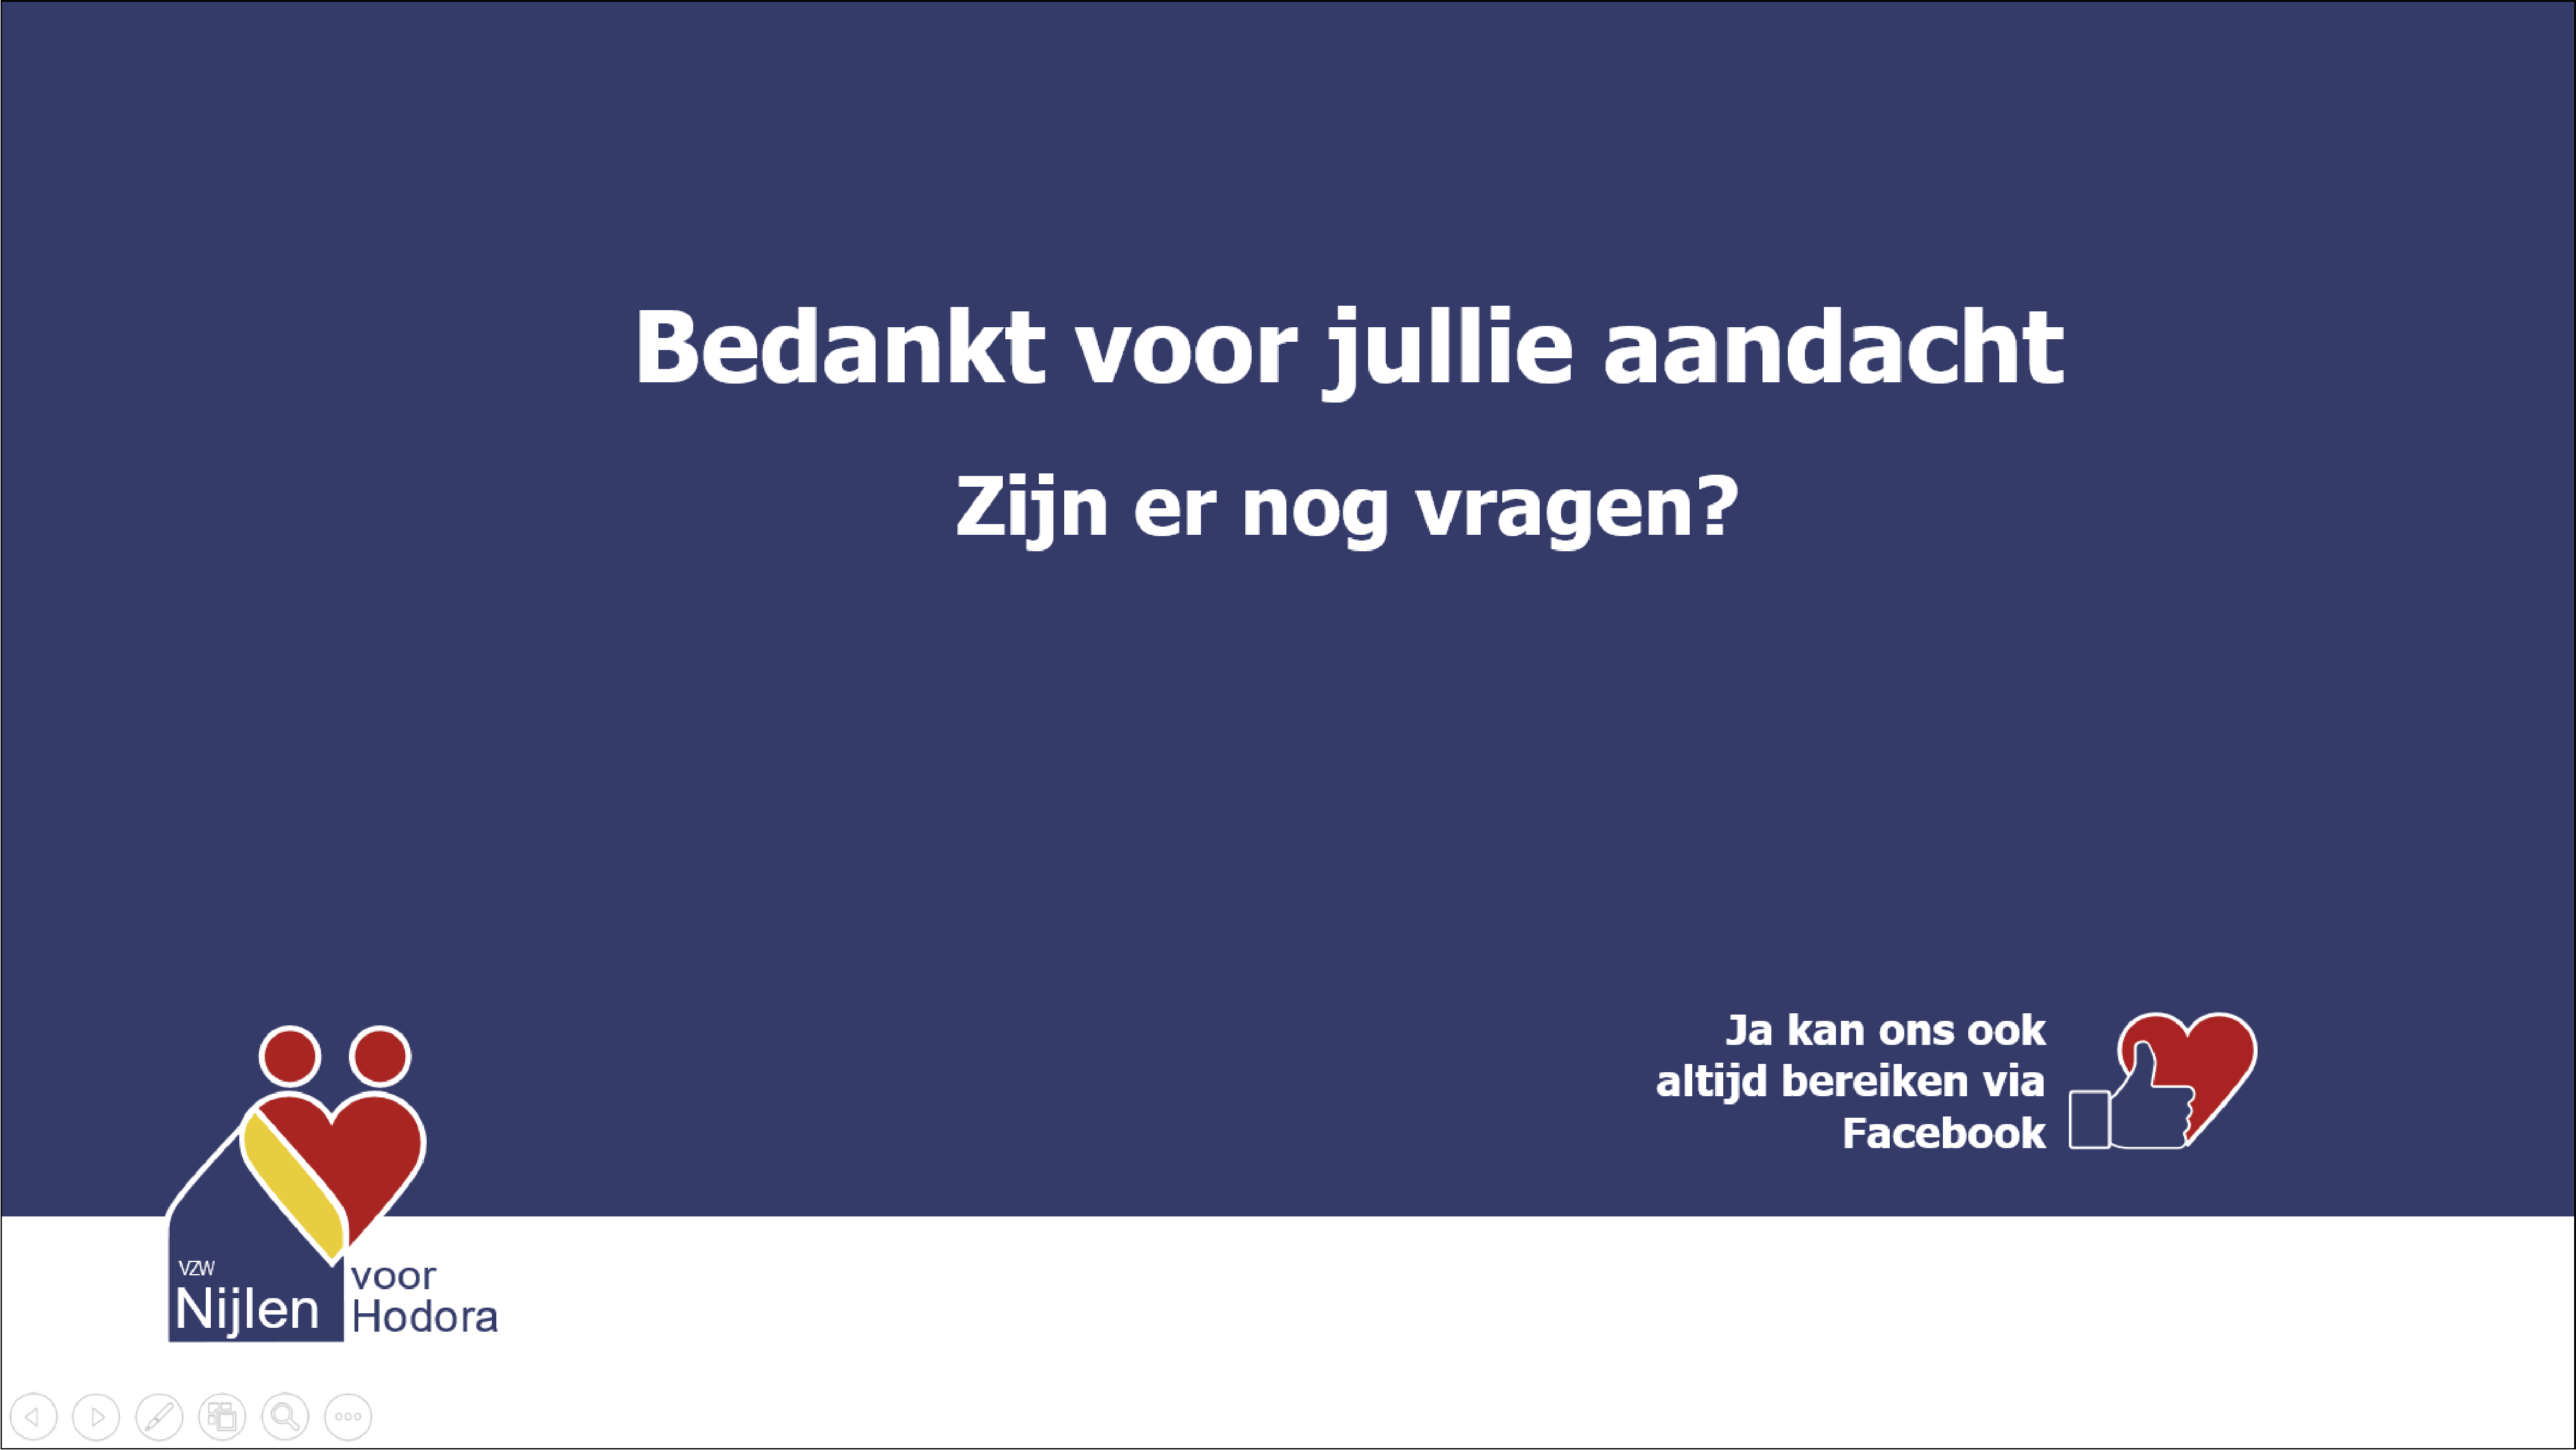 Bedankt voor jullie aandacht
Zijn er nog vragen?
Ja kan ons ook
altijd bereiken via
Facebook
VZW
Nijlen
voor
Hodora